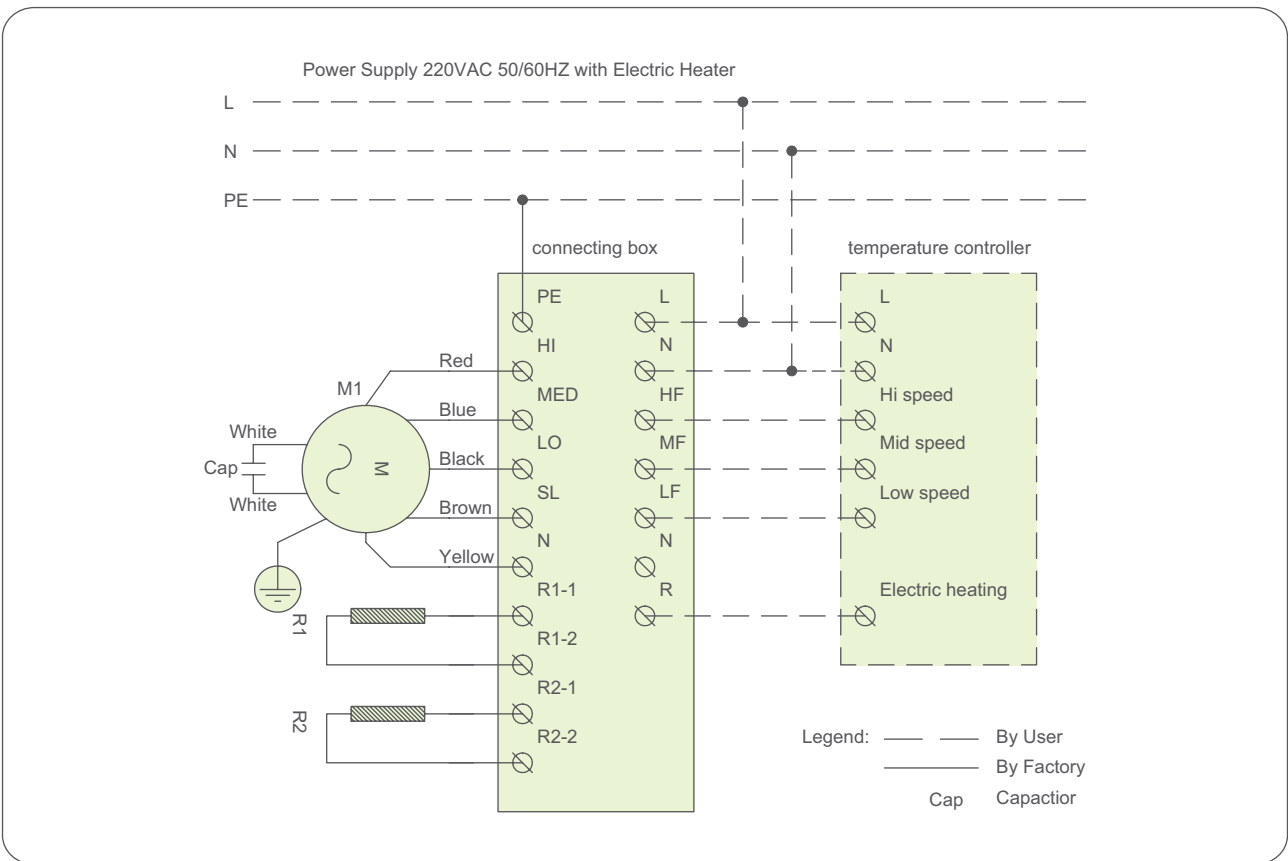 Power Supply 220VAC 50/60HZ with Electric Heater
L
N
PE
connecting box
temperature controller
PE
HI
MED
LO
SL
N
R1-1
R1-2
R2-1
R2-2
L
N
HF
MF
LF
N
R
L
N
Hi speed
Mid speed
Low speed
Electric heating
M1
M
Red
Blue
Black
Brown
Yellow
White
Cap
White
R1
R2
Legend:
By User
By Factory
Cap Capactior